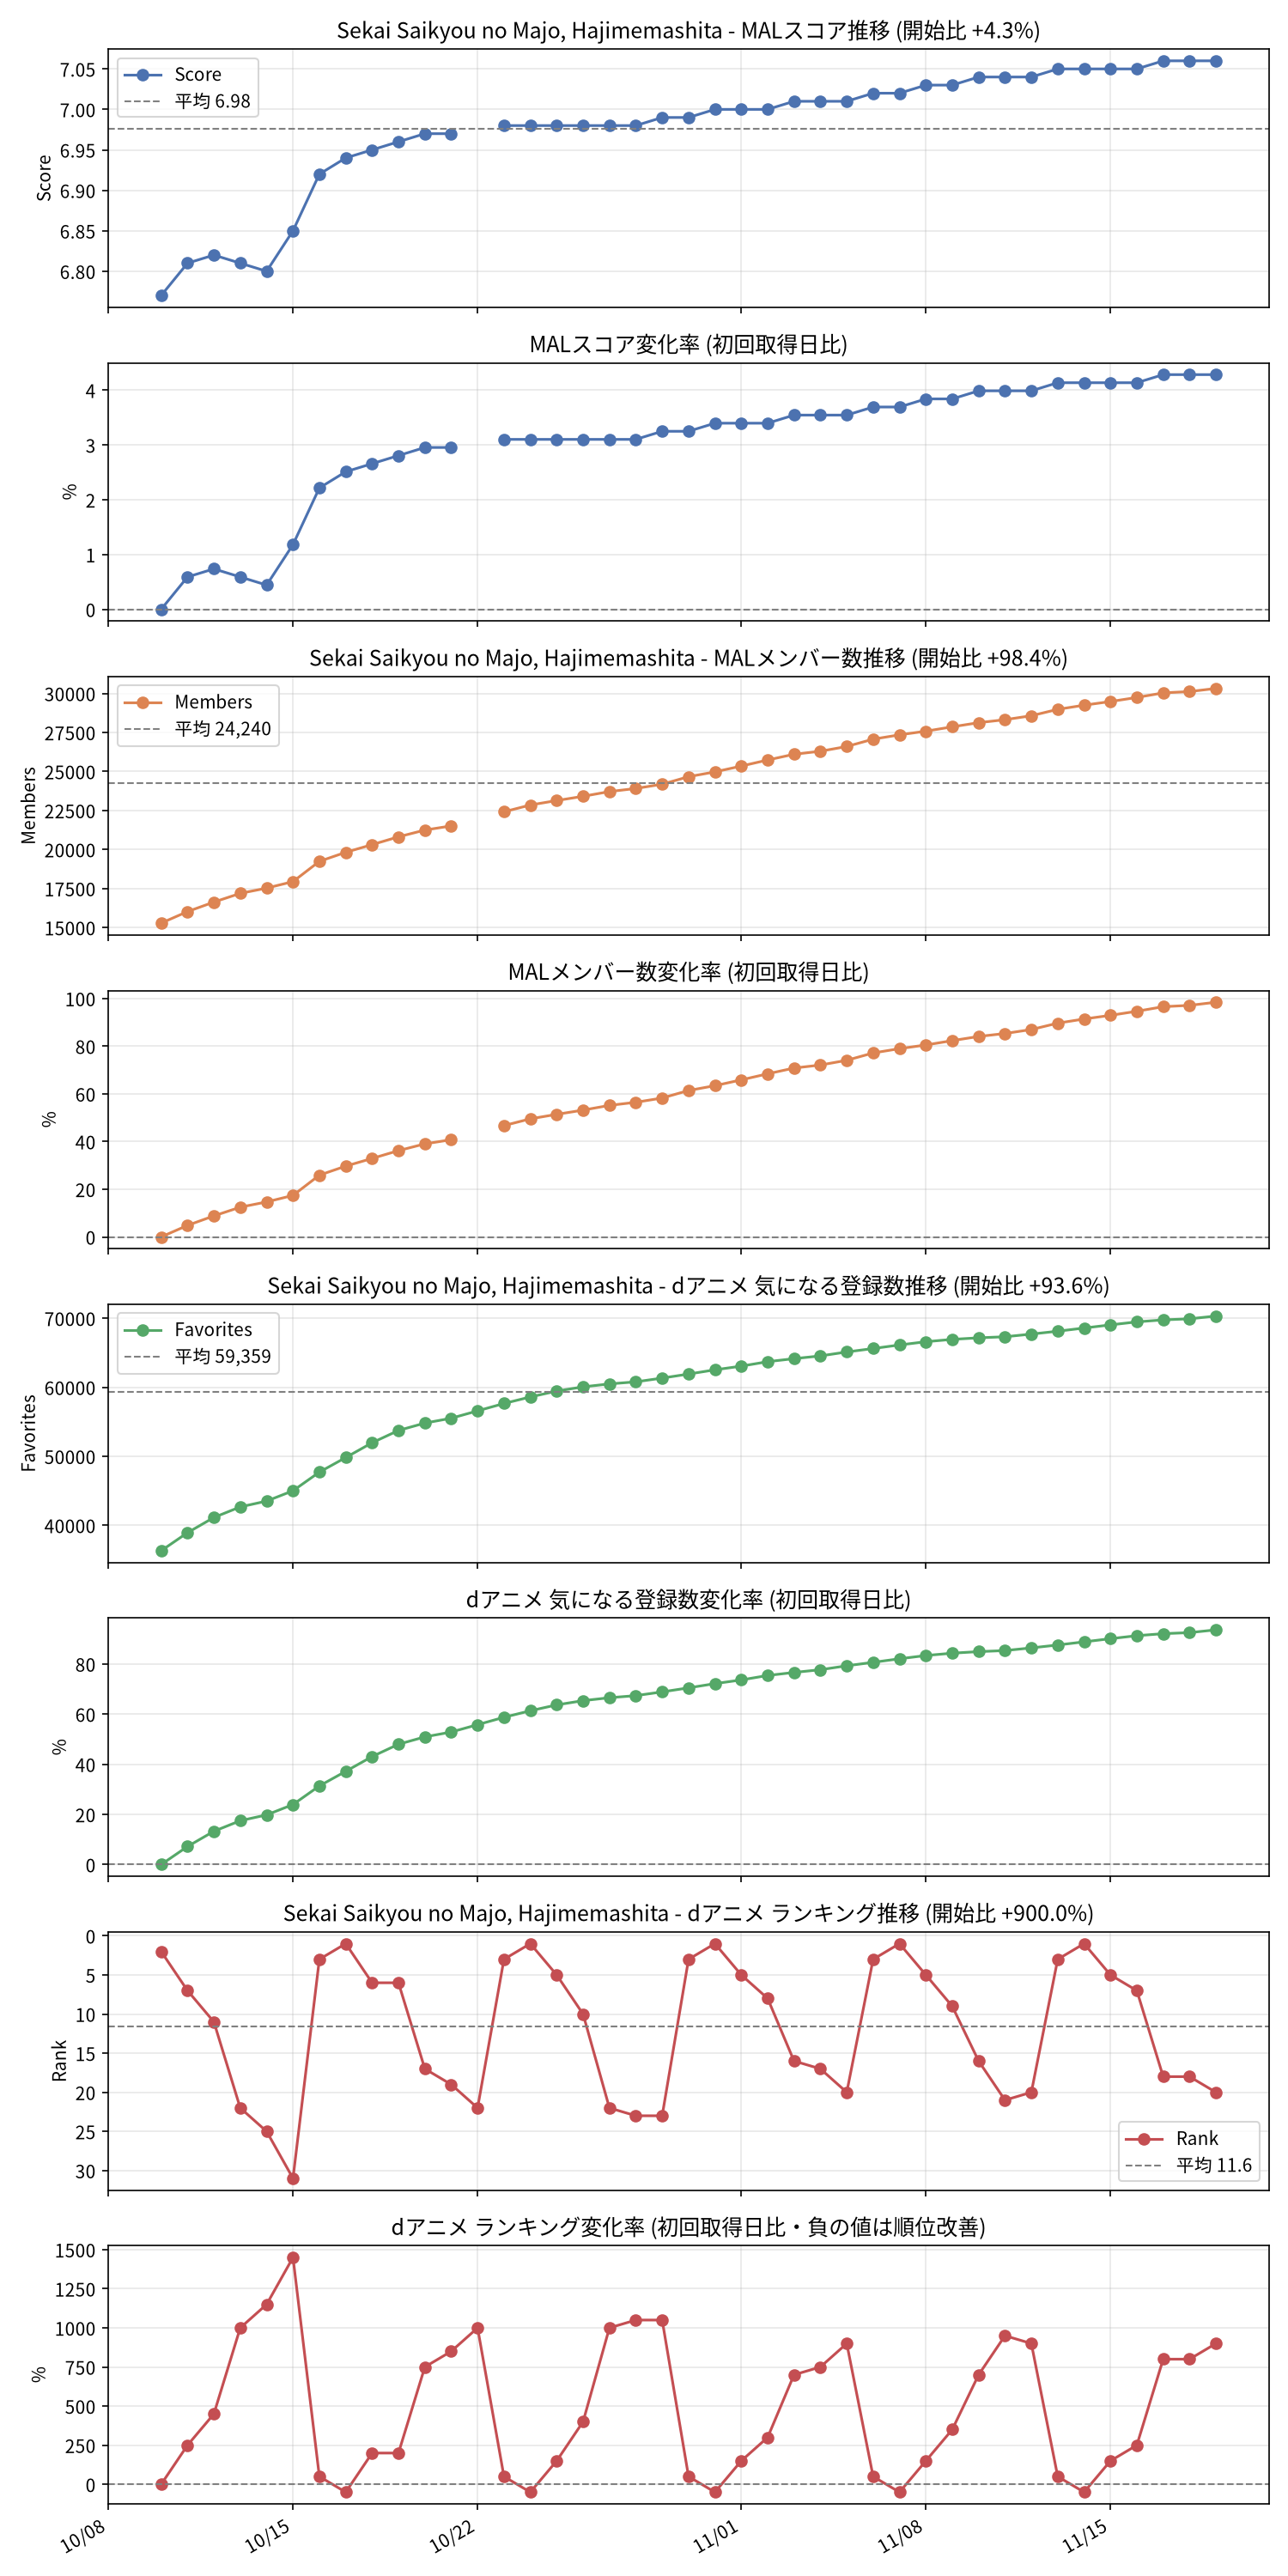 Sekai Saikyou no Majo, Hajimemashita - MALスコア推移 (開始比 +4.3%)
Score
平均 6.98
7.05
7.00
6.95
6.90
6.85
6.80
Score
MALスコア変化率 (初回取得日比)
4
3
2
1
0
%
Sekai Saikyou no Majo, Hajimemashita - MALメンバー数推移 (開始比 +98.4%)
Members
平均 24,240
30000
27500
25000
22500
20000
17500
15000
Members
MALメンバー数変化率 (初回取得日比)
100
80
60
40
20
0
%
Sekai Saikyou no Majo, Hajimemashita - dアニメ 気になる登録数推移 (開始比 +93.6%)
Favorites
平均 59,359
70000
60000
50000
40000
Favorites
dアニメ 気になる登録数変化率 (初回取得日比)
80
60
40
20
0
%
Sekai Saikyou no Majo, Hajimemashita - dアニメ ランキング推移 (開始比 +900.0%)
0
5
10
15
20
25
30
Rank
Rank
平均 11.6
dアニメ ランキング変化率 (初回取得日比・負の値は順位改善)
1500
1250
1000
750
500
250
0
%
10/08
10/15
10/22
11/01
11/08
11/15